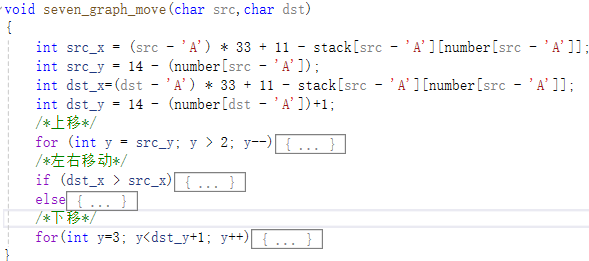 void seven_graph_move(char src,char dst)
{
int src_x = (src - 'A') * 33 + 11 - stack[src - 'A'][number[src - 'A']];
int src_y = 14 - (number[src - 'A']);
int dst_x=(dst - 'A') * 33 + 11 - stack[src - 'A'][number[src - 'A']];
int dst_y = 14 - (number[dst - 'A'])+1;
/*上移*/
for (int y = src_y; y > 2; y--){ ... }
/*左右移动*/
if (dst_x > src_x){ ... }
else{ ... }
/*下移*/
for(int y=3; y<dst_y+1; y++){ ... }
}